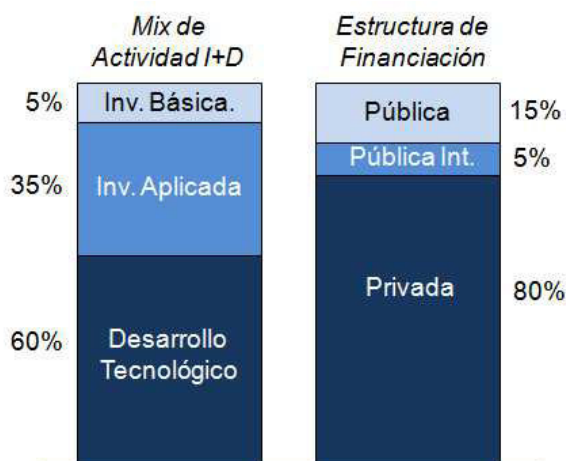 Mix de
Actividad I+D
5%
Inv. Básica.
35%
Inv. Aplicada
60%
Desarrollo
Tecnológico
Estructura de
Financiación
Pública
15%
Pública Int.
5%
Privada
80%